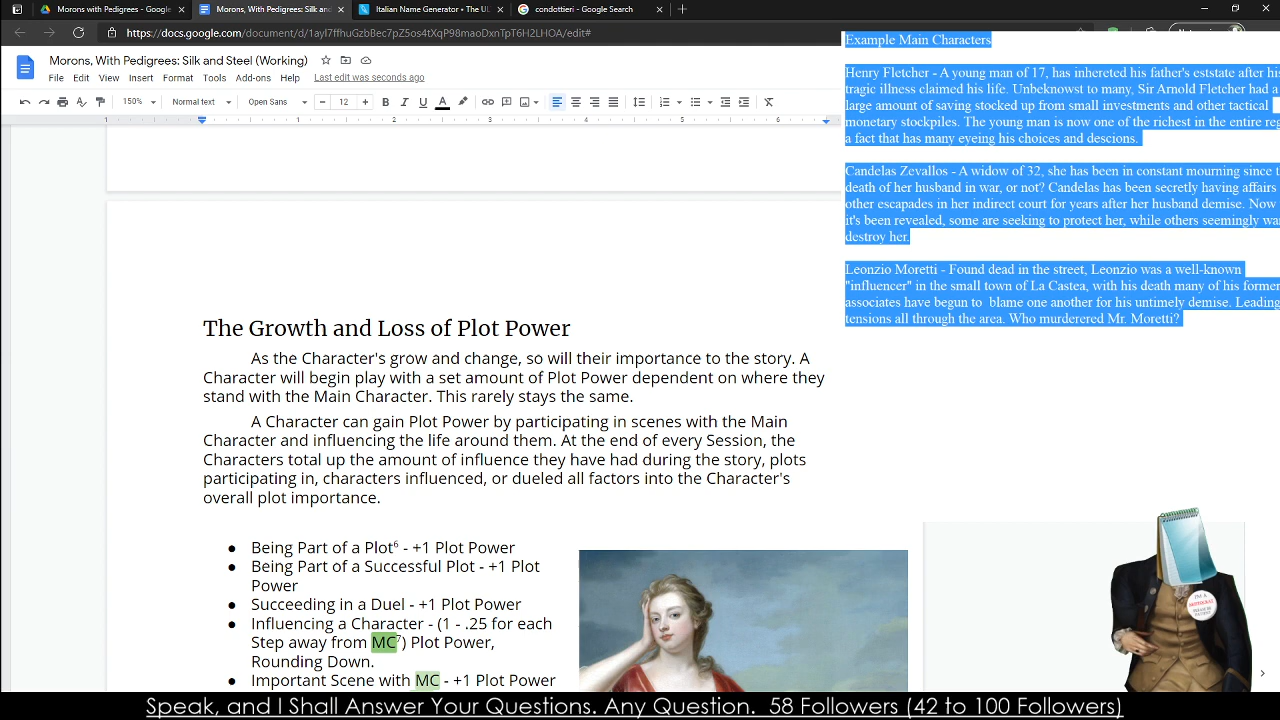 Morons with Pedigrees - Google D
Morons, With Pedigrees: Silk and
Italian Name Generator • The UL
condottieri - Google Search
https://docs.google.com/document/d/1ayI7ffhuGzbBec7pZ5os4tXqP98maoDxnTpT6H2LHOA/edit#
Morons, With Pedigrees: Silk and Steel (Working)
File Edit View Insert Format Tools Add-ons Help Last edit was seconds ago
150% Normal text Open Sans 12 B I U A
1 1 2 3 4 5 6
Example Main Characters
Henry Fletcher - A young man of 17, has inhereted his father's eststate after his
tragic illness claimed his life. Unbeknowst to many, Sir Arnold Fletcher had a
large amount of saving stocked up from small investments and other tactical
monetary stockpiles. The young man is now one of the richest in the entire reg
a fact that has many eyeing his choices and descions.
Candelas Zevallos - A widow of 32, she has been in constant mourning since t
death of her husband in war, or not? Candelas has been secretly having affairs
other escapades in her indirect court for years after her husband demise. Now
it's been revealed, some are seeking to protect her, while others seemingly wan
destroy her.
Leonzio Moretti - Found dead in the street, Leonzio was a well-known
"influencer" in the small town of La Castea, with his death many of his former
associates have begun to blame one another for his untimely demise. Leading
tensions all through the area. Who murderered Mr. Moretti?
The Growth and Loss of Plot Power
As the Character's grow and change, so will their importance to the story. A
Character will begin play with a set amount of Plot Power dependent on where they
stand with the Main Character. This rarely stays the same.
A Character can gain Plot Power by participating in scenes with the Main
Character and influencing the life around them. At the end of every Session, the
Characters total up the amount of influence they have had during the story, plots
participating in, characters influenced, or dueled all factors into the Character's
overall plot importance.
● Being Part of a Plot⁶ - +1 Plot Power
● Being Part of a Successful Plot - +1 Plot
Power
● Succeeding in a Duel - +1 Plot Power
● Influencing a Character - (1 - .25 for each
Step away from MC⁷) Plot Power,
Rounding Down.
● Important Scene with MC - +1 Plot Power
I'M A
Speak, and I Shall Answer Your Questions. Any Question. 58 Followers (42 to 100 Followers)